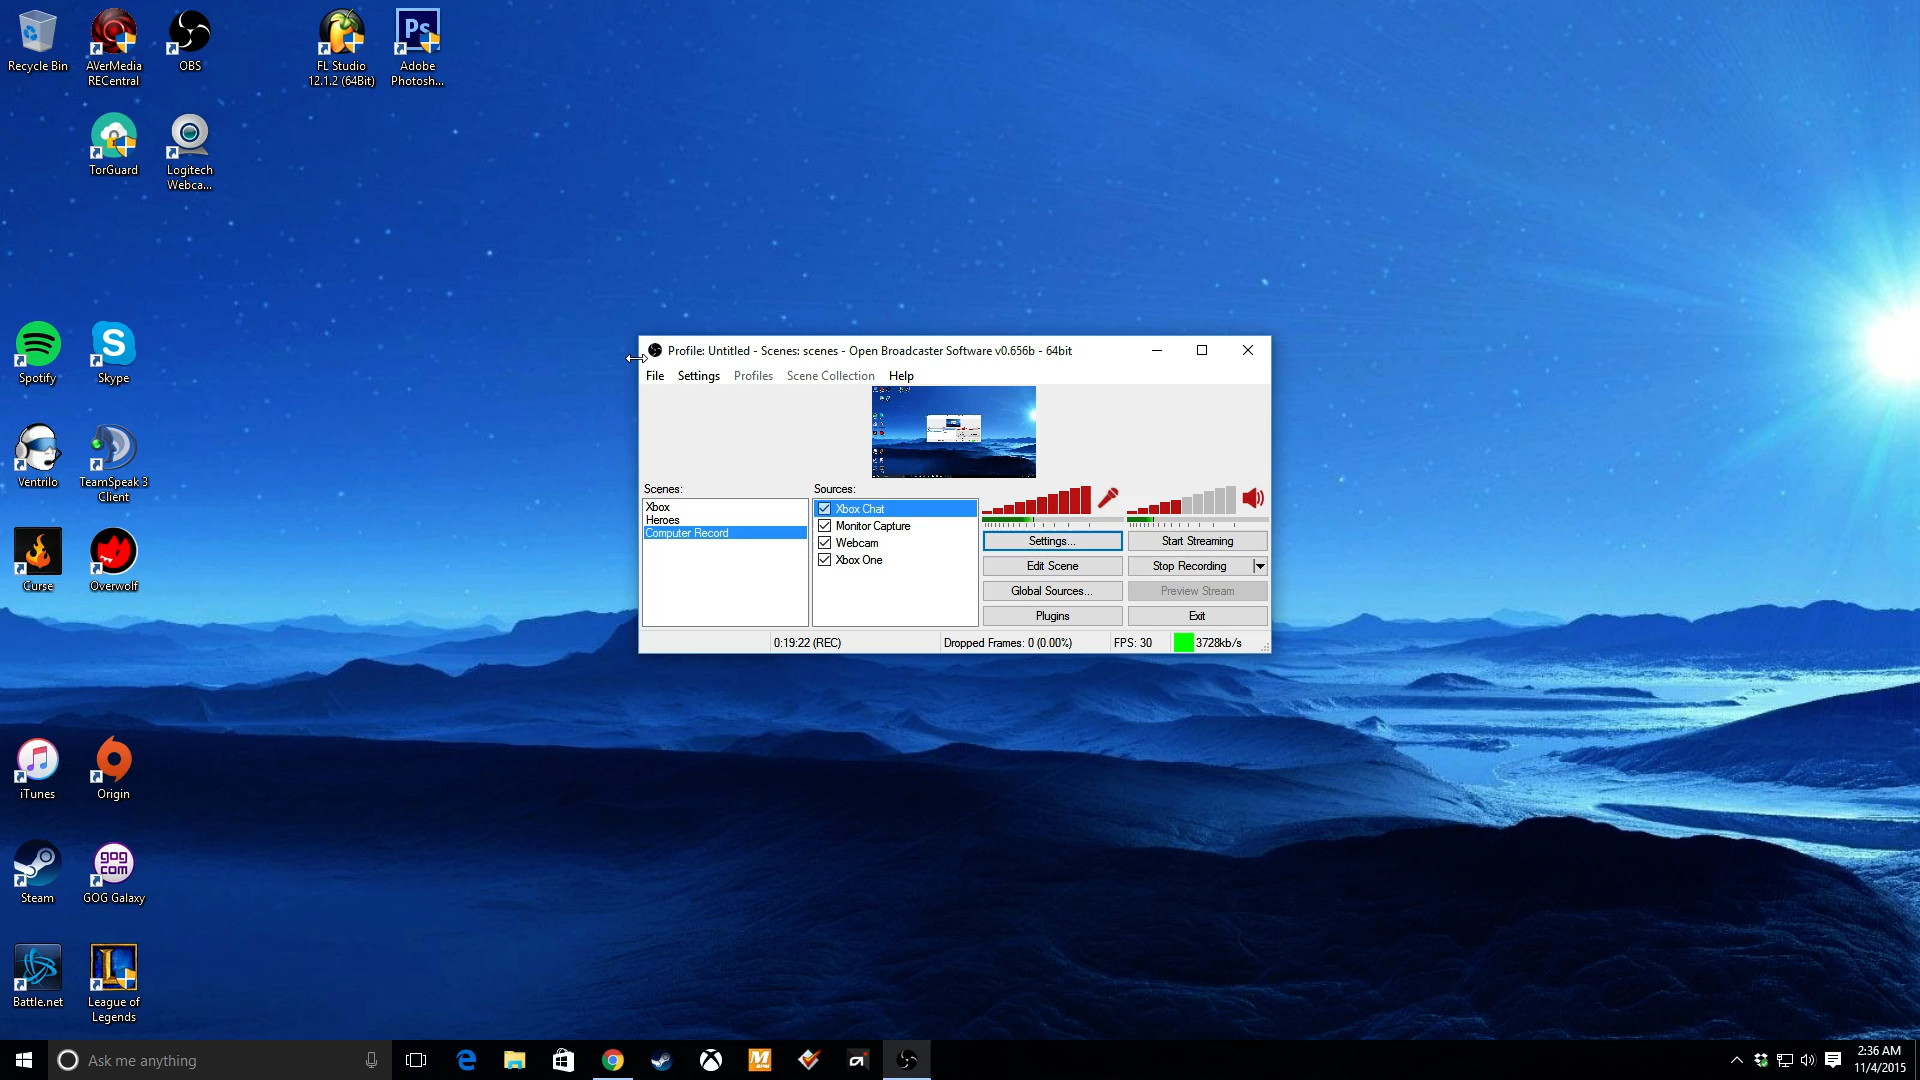 Recycle Bin
AVerMedia
RECentral
OBS
FL Studio
12.1.2 (64Bit)
Ps
Adobe
Photosh...
TorGuard
Logitech
Webca...
Spotify
S
Skype
Ventrilo
TeamSpeak 3
Client
Curse
Overwolf
iTunes
Origin
Steam
gog
com
GOG Galaxy
Battle.net
L
League of
Legends
Profile: Untitled - Scenes: scenes - Open Broadcaster Software v0.656b - 64bit
File Settings Profiles Scene Collection Help
Scenes:
Xbox
Heroes
Computer Record
Sources:
Xbox Chat
Monitor Capture
Webcam
Xbox One
Settings...
Start Streaming
Edit Scene
Stop Recording
Global Sources...
Preview Stream
Plugins
Exit
0:19:22 (REC)
Dropped Frames: 0 (0.00%)
FPS: 30
3728kb/s
Ask me anything
2:36 AM
11/4/2015